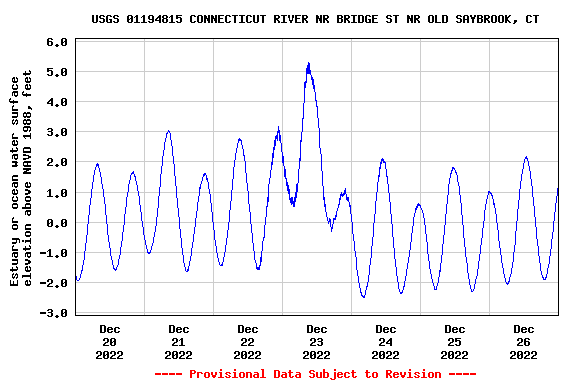 USGS 01194815 CONNECTICUT RIVER NR BRIDGE ST NR OLD SAYBROOK, CT
Estuary or ocean water surface
elevation above NAVD 1988, feet
6.0
5.0
4.0
3.0
2.0
1.0
0.0
-1.0
-2.0
-3.0
Dec Dec Dec Dec Dec Dec Dec
20 21 22 23 24 25 26
2022 2022 2022 2022 2022 2022 2022
---- Provisional Data Subject to Revision ----